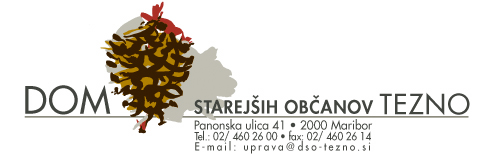 DOM STAREJŠIH OBČANOV TEZNO
Panonska ulica 41 • 2000 Maribor
Tel.: 02/ 460 26 00 • fax: 02/ 460 26 14
E-mail: uprava@dso-tezno.si